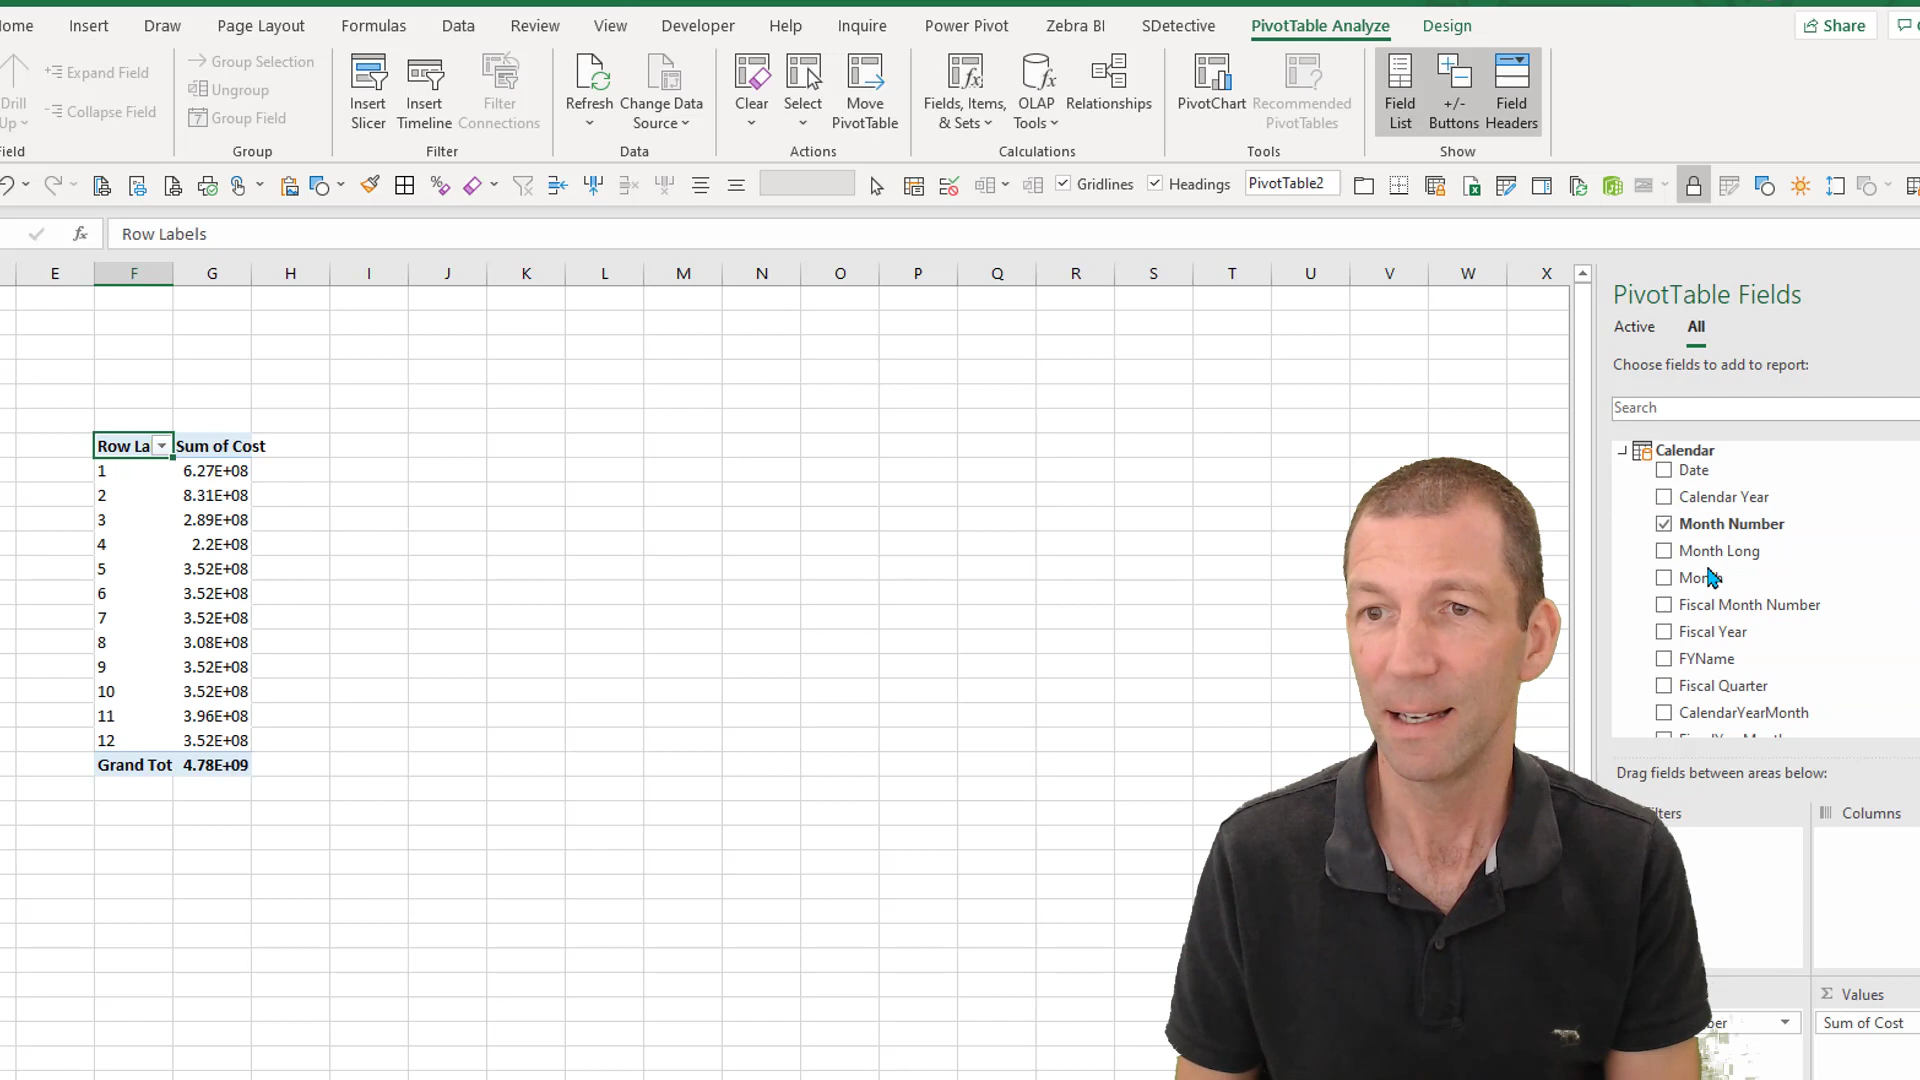 ome Insert Draw Page Layout Formulas Data Review View Developer Help Inquire Power Pivot Zebra BI SDetective PivotTable Analyze Design Share
Drill Up
Expand Field
Collapse Field
ield
Group Selection
Ungroup
Group Field
Group
Insert Slicer
Insert Timeline
Filter Connections
Filter
Refresh
Change Data Source
Data
Clear
Select
Move PivotTable
Actions
Fields, Items, & Sets
OLAP Tools
Relationships
Calculations
PivotChart
Recommended PivotTables
Tools
Field List
+/- Buttons
Field Headers
Show
Gridlines Headings PivotTable2
fx Row Labels
E F G H I J K L M N O P Q R S T U V W X
Row La Sum of Cost
1 6.27E+08
2 8.31E+08
3 2.89E+08
4 2.2E+08
5 3.52E+08
6 3.52E+08
7 3.52E+08
8 3.08E+08
9 3.52E+08
10 3.52E+08
11 3.96E+08
12 3.52E+08
Grand Tot 4.78E+09
PivotTable Fields
Active All
Choose fields to add to report:
Search
Calendar
Date
Calendar Year
Month Number
Month Long
Month
Fiscal Month Number
Fiscal Year
FYName
Fiscal Quarter
CalendarYearMonth
Drag fields between areas below:
lters
Columns
Σ Values
ber
Sum of Cost